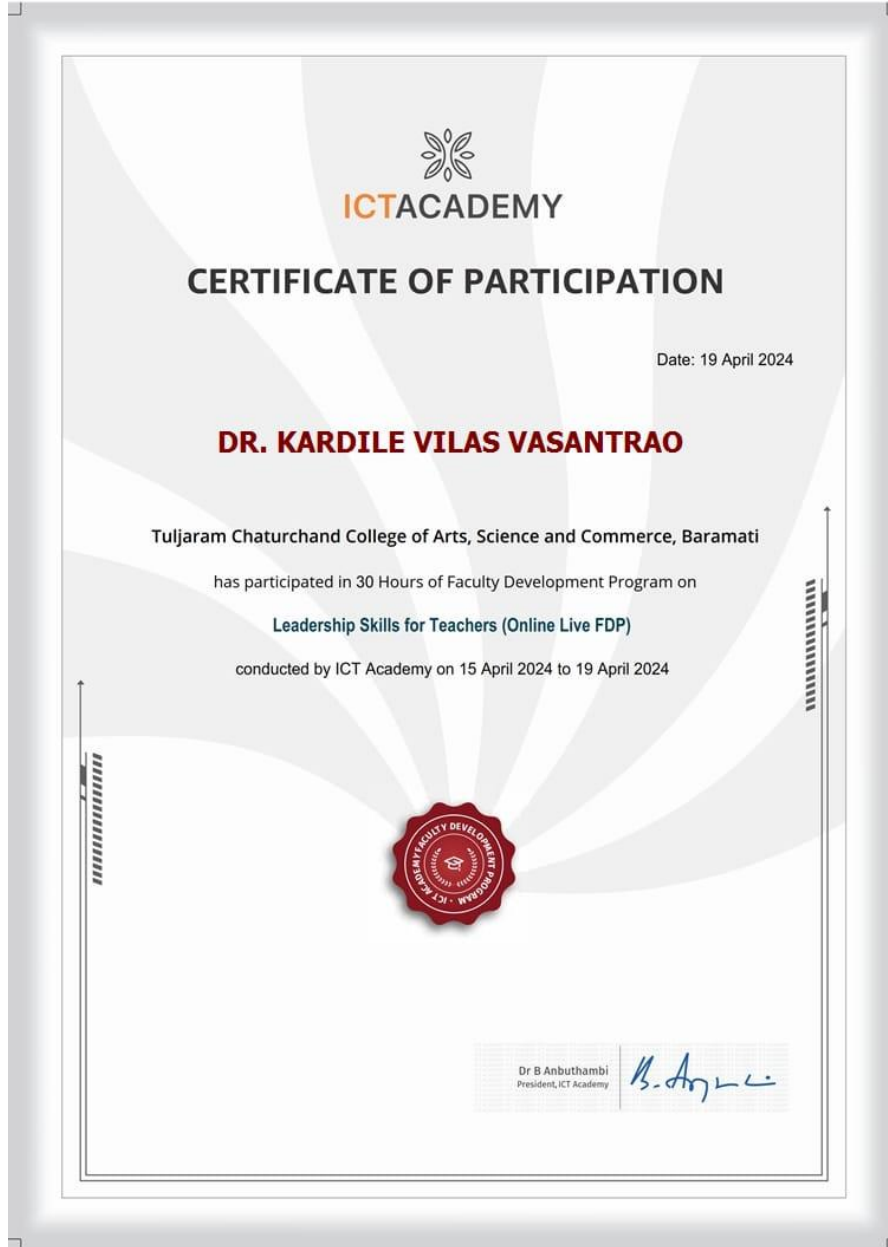 ICTACADEMY
CERTIFICATE OF PARTICIPATION
Date: 19 April 2024
DR. KARDILE VILAS VASANTRAO
Tuljaram Chaturchand College of Arts, Science and Commerce, Baramati
has participated in 30 Hours of Faculty Development Program on
Leadership Skills for Teachers (Online Live FDP)
conducted by ICT Academy on 15 April 2024 to 19 April 2024
FACULTY DEVELOPMENT PROGRAM · ICT ACADEMY
Dr B Anbuthambi
President, ICT Academy